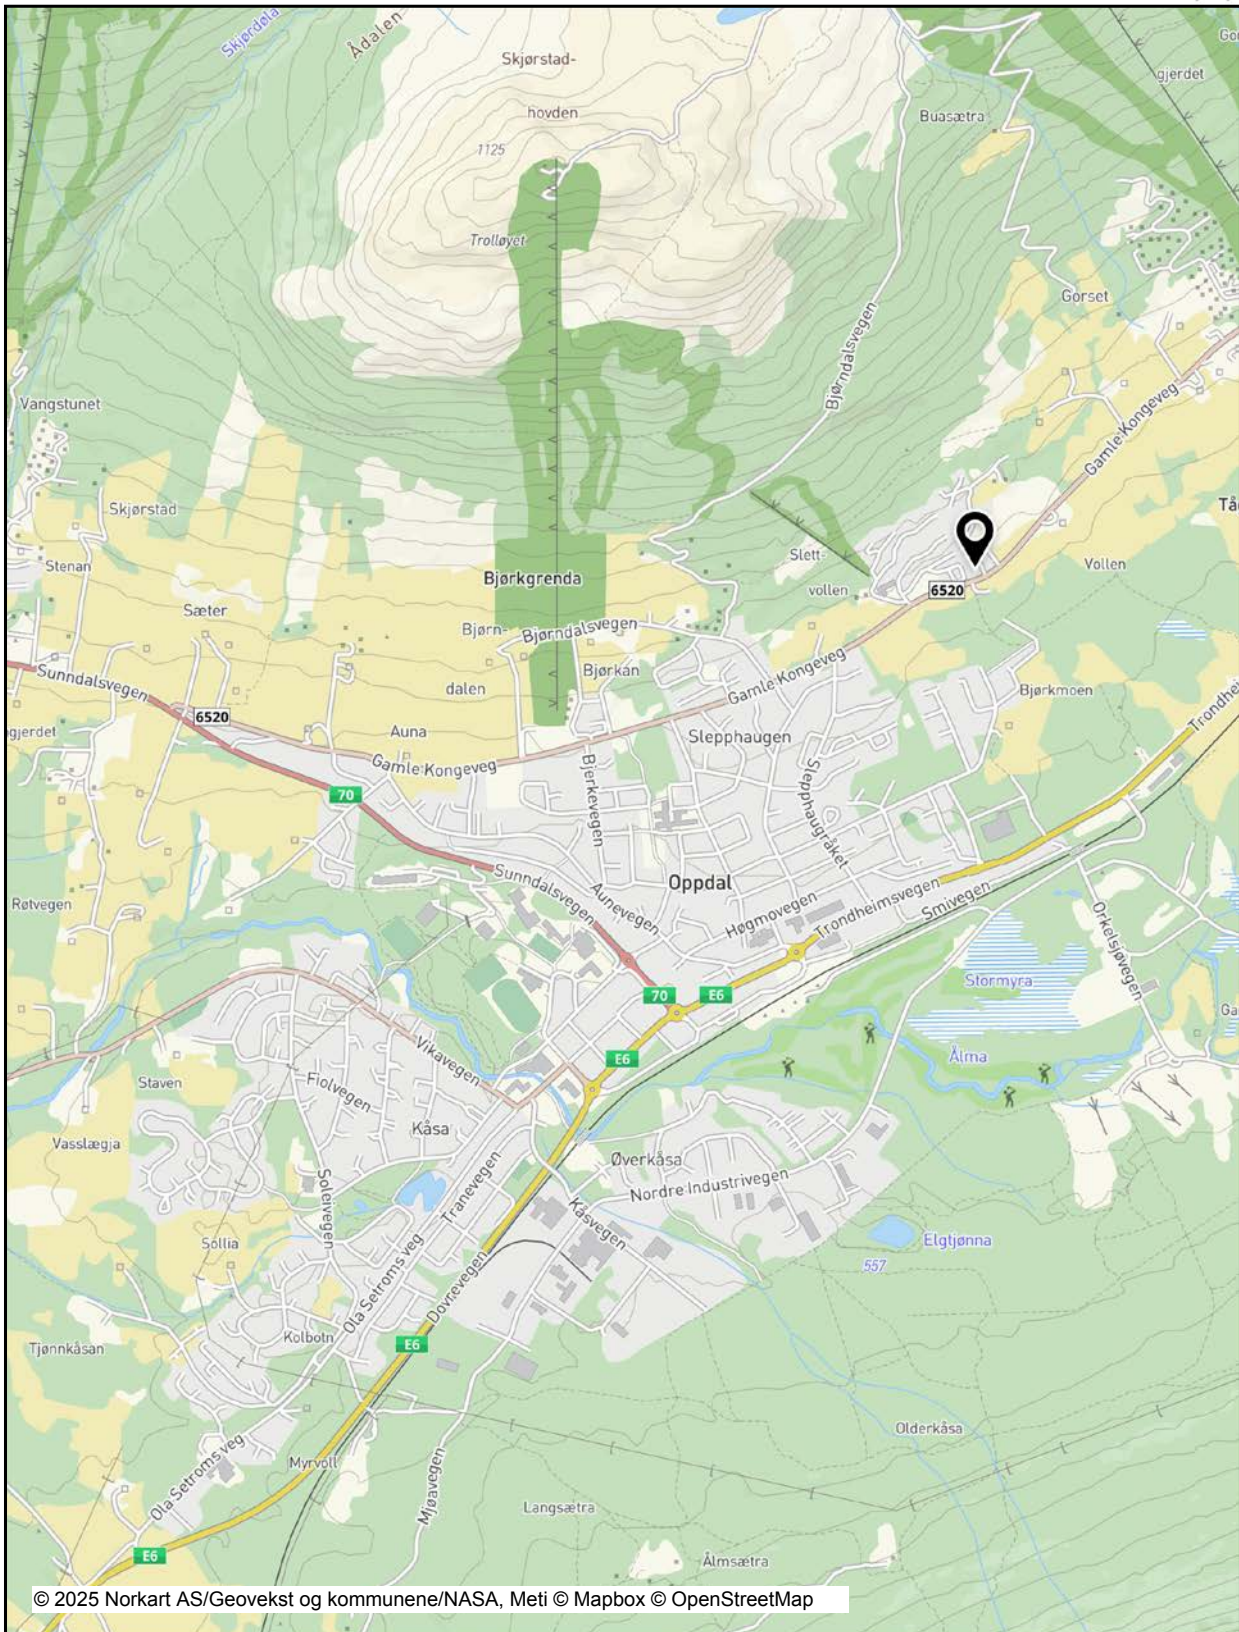 Skjørdøla
Ådalen
Skjørstad-
hovden
1125
Trolløyet
Buasætra
gjerdet
Gorset
Bjørndalsvegen
Gamle Kongeveg
Vangstunet
Skjørstad
Stenan
Sæter
Bjørkgrenda
Slett-
vollen
6520
Vollen
Bjørn-
dalen
Bjørndalsvegen
Bjørkan
Gamle Kongeveg
Bjørkmoen
Sunndalsvegen
6520
gjerdet
Auna
Gamle Kongeveg
Bjerkevegen
Slepphaugen
Slepphaugråket
70
Oppdal
Sunndalsvegen
Aunevegen
Høgmovegen
Trondheimsvegen
Smivegen
Orkelsjøvegen
Røtvegen
Stormyra
70
E6
E6
Ålma
Vikavegen
Fiolvegen
Staven
Kåsa
Vasslægja
Øverkåsa
Nordre Industrivegen
Soleivegen
Tranevegen
Kåsvegen
Elgtjønna
557
Sollia
Ola Setroms veg
Dovrevegen
Kolbotn
Tjønnkåsan
E6
Olderkåsa
Myrvoll
Ola Setroms veg
Mjøavegen
Langsætra
Ålmsætra
E6
© 2025 Norkart AS/Geovekst og kommunene/NASA, Meti © Mapbox © OpenStreetMap